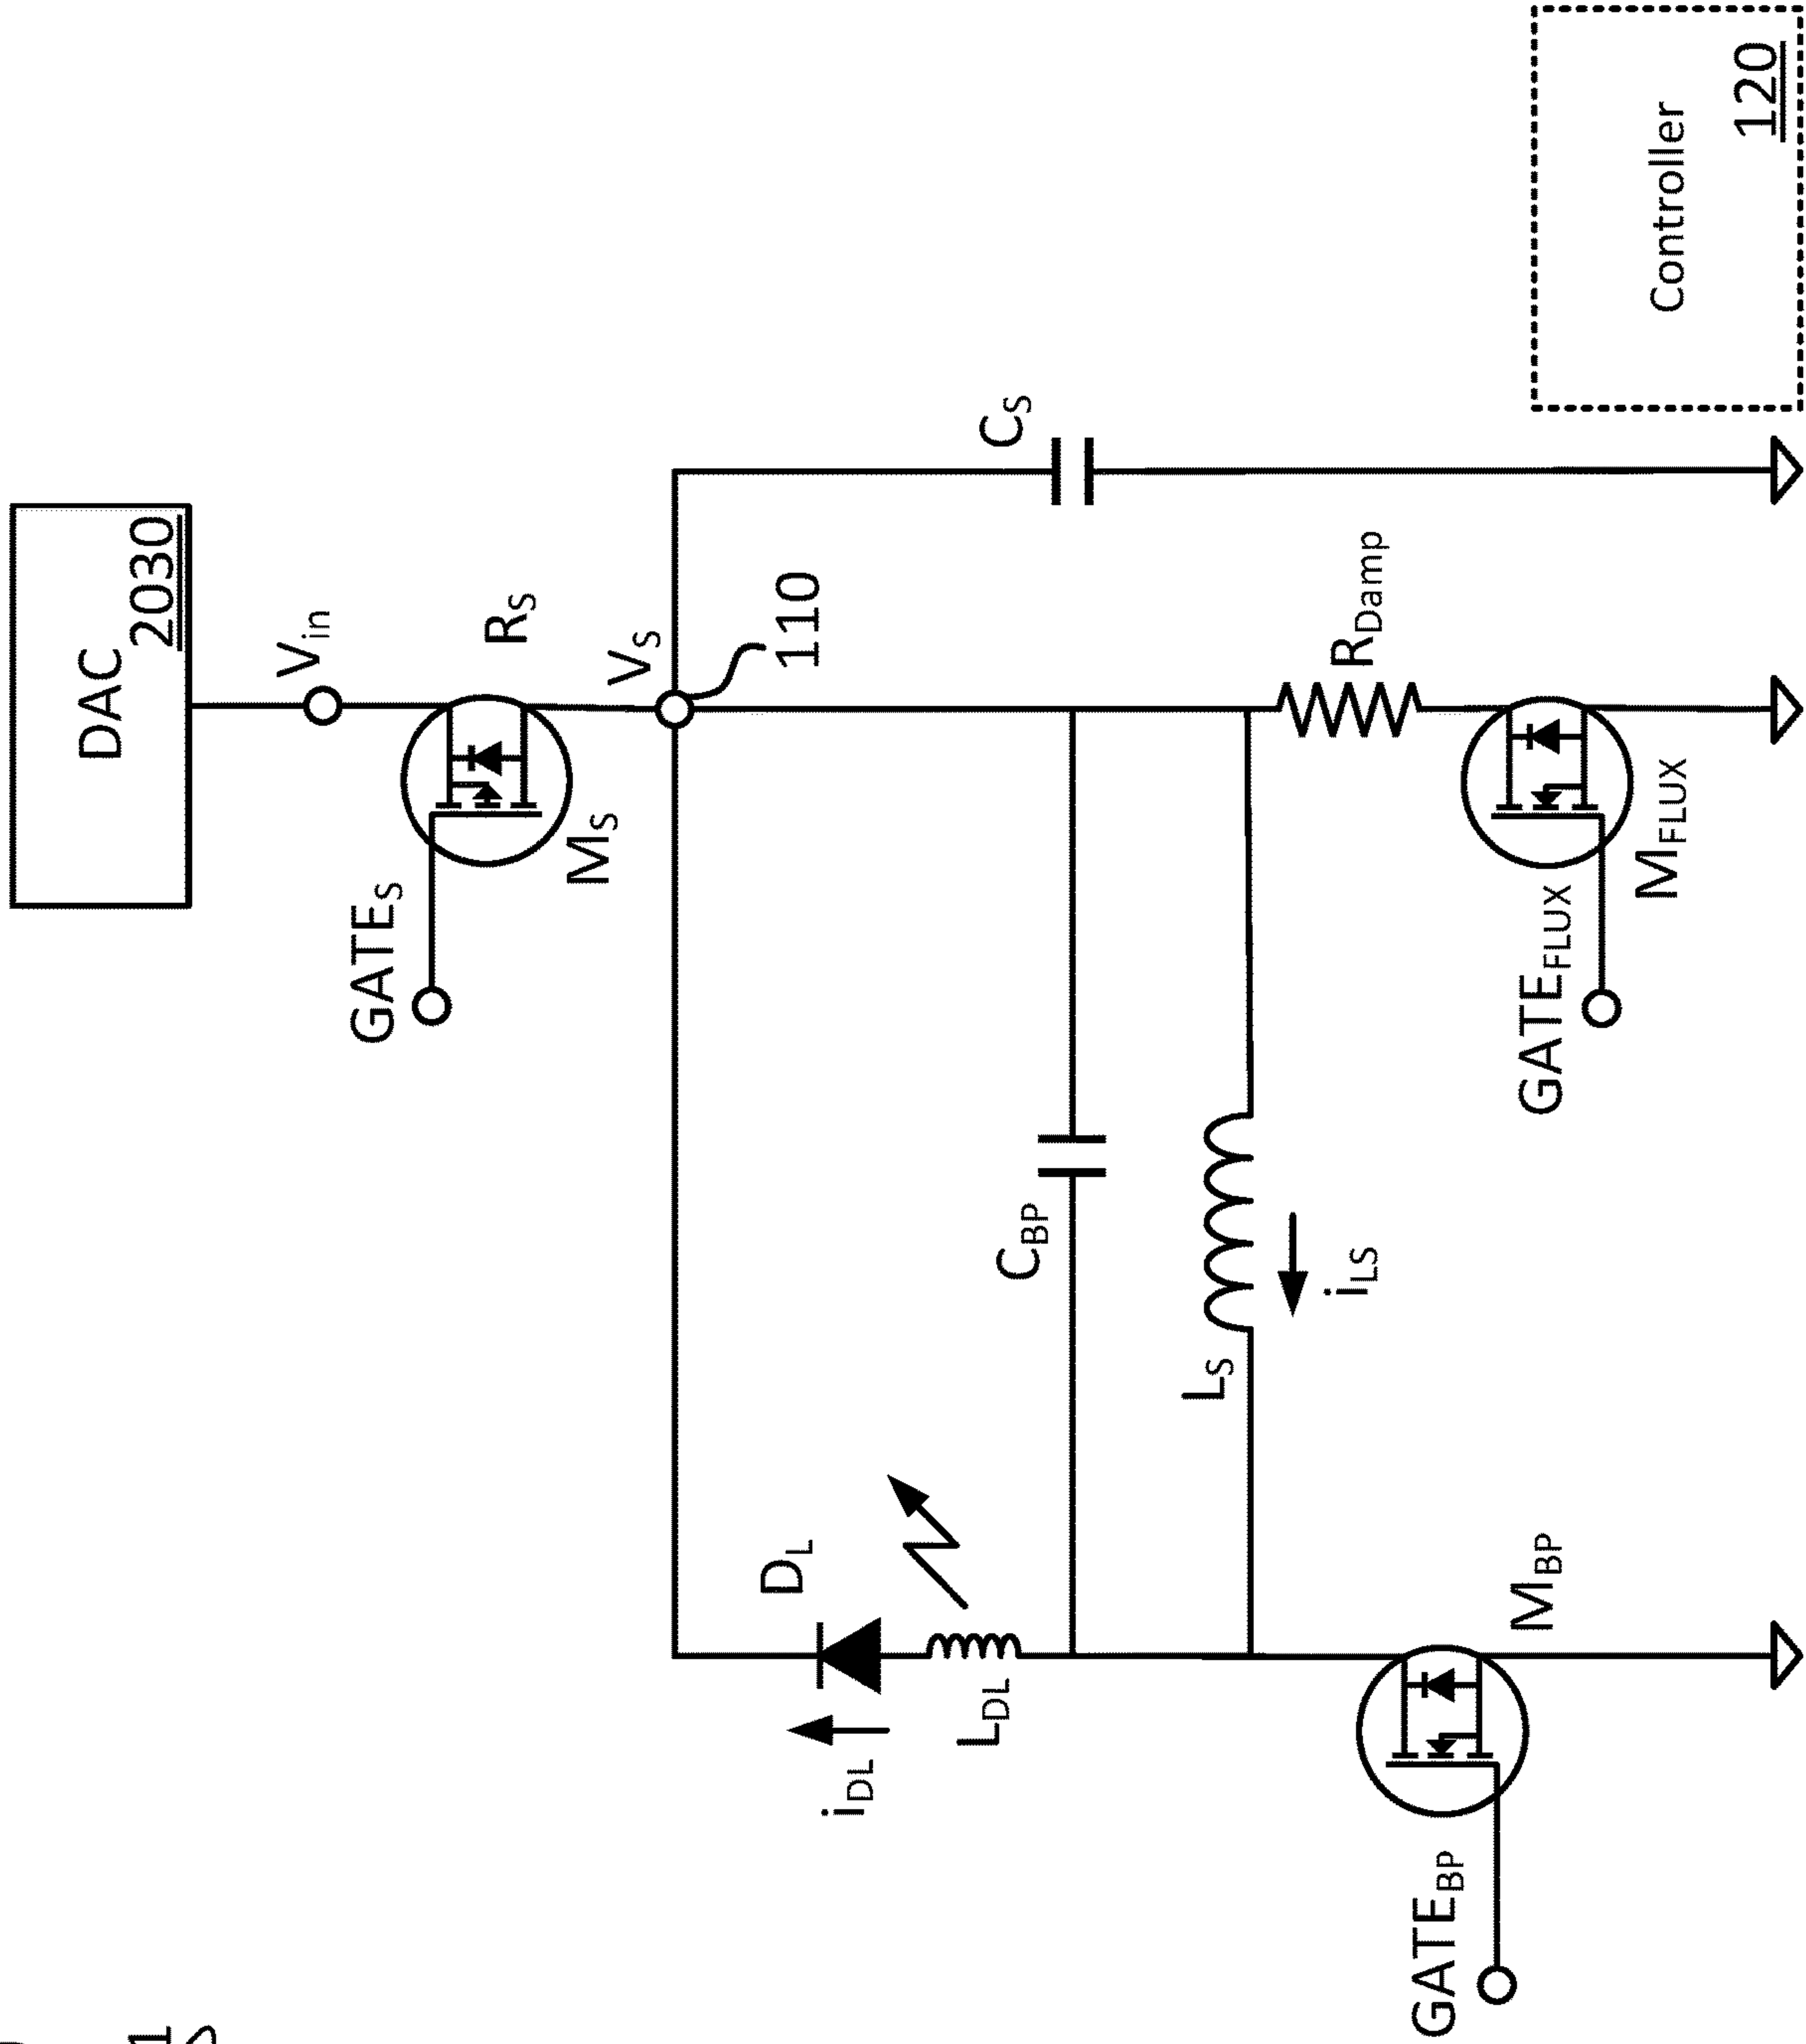 DAC
2030
Vin
GATES
RS
MS
VS
110
CS
DL
iDL
LDL
CBP
LS
iLS
RDamp
GATEBP
MBP
GATEFLUX
MFLUX
Controller
120